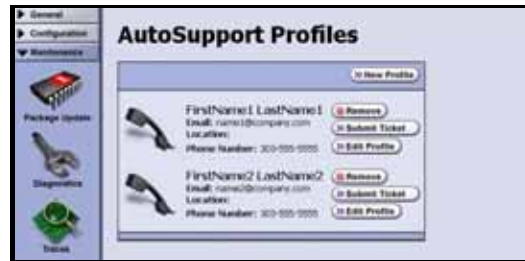 General
Configuration
Maintenance
Package Update
Diagnostics
Traces
AutoSupport Profiles
New Profile
FirstName1 LastName1
Email: name1@company.com
Location:
Phone Number: 303-555-5555
Remove
Submit Ticket
Edit Profile
FirstName2 LastName2
Email: name2@company.com
Location:
Phone Number: 303-555-5555
Remove
Submit Ticket
Edit Profile